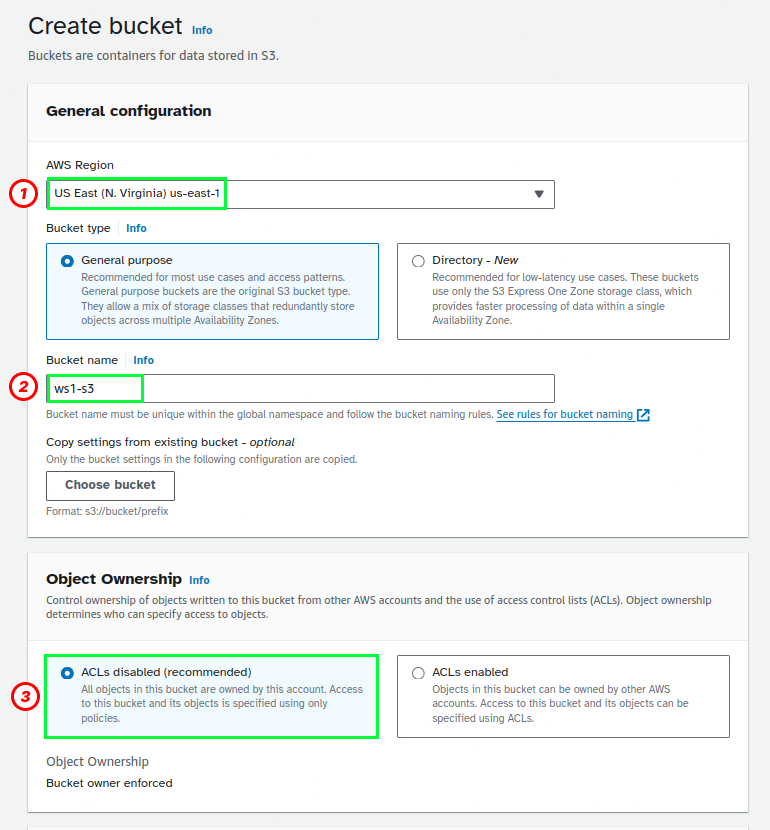 Create bucket Info
Buckets are containers for data stored in S3.
General configuration
AWS Region
1
US East (N. Virginia) us-east-1
Bucket type Info
General purpose
Recommended for most use cases and access patterns.
General purpose buckets are the original S3 bucket type.
They allow a mix of storage classes that redundantly store
objects across multiple Availability Zones.
Directory - New
Recommended for low-latency use cases. These buckets
use only the S3 Express One Zone storage class, which
provides faster processing of data within a single
Availability Zone.
Bucket name Info
2
ws1-s3
Bucket name must be unique within the global namespace and follow the bucket naming rules. See rules for bucket naming
Copy settings from existing bucket - optional
Only the bucket settings in the following configuration are copied.
Choose bucket
Format: s3://bucket/prefix
Object Ownership Info
Control ownership of objects written to this bucket from other AWS accounts and the use of access control lists (ACLs). Object ownership
determines who can specify access to objects.
3
ACLs disabled (recommended)
All objects in this bucket are owned by this account. Access
to this bucket and its objects is specified using only
policies.
ACLs enabled
Objects in this bucket can be owned by other AWS
accounts. Access to this bucket and its objects can be
specified using ACLs.
Object Ownership
Bucket owner enforced